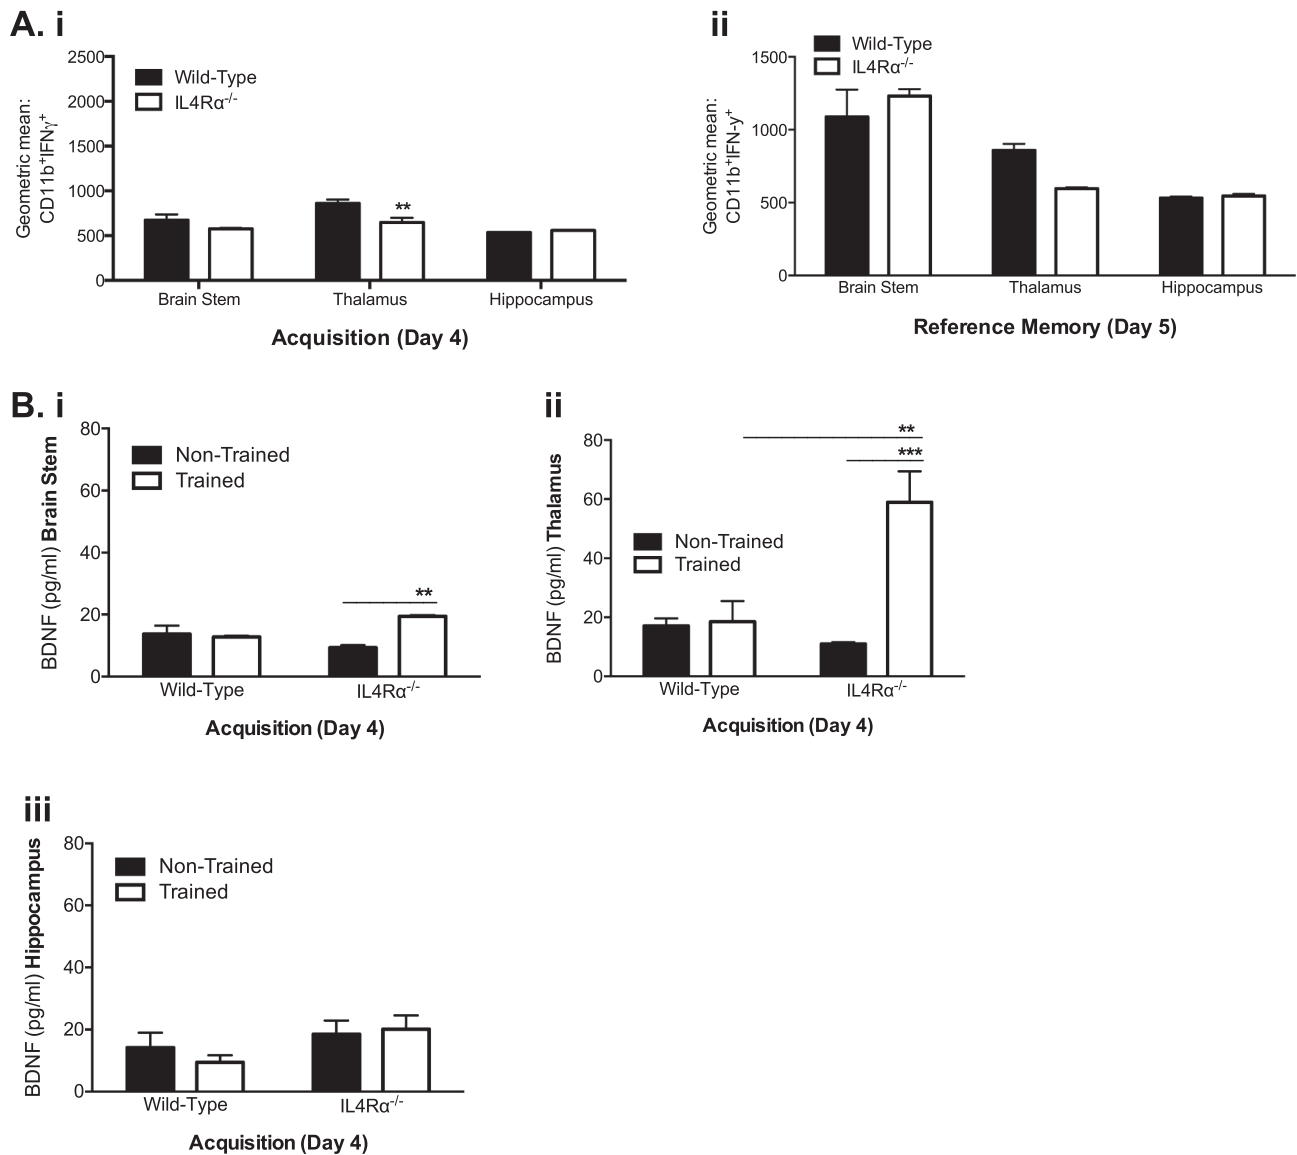 A. i
2500
2000
1500
1000
500
0
Geometric mean:
CD11b⁺IFNγ⁺
Wild-Type
IL4Rα⁻/⁻
**
Brain Stem Thalamus Hippocampus
Acquisition (Day 4)
ii
1500
1000
500
0
Geometric mean:
CD11b⁺IFN-y⁺
Wild-Type
IL4Rα⁻/⁻
Brain Stem Thalamus Hippocampus
Reference Memory (Day 5)
B. i
80
60
40
20
0
BDNF (pg/ml) Brain Stem
Non-Trained
Trained
**
Wild-Type IL4Rα⁻/⁻
Acquisition (Day 4)
ii
80
60
40
20
0
BDNF (pg/ml) Thalamus
**
***
Non-Trained
Trained
Wild-Type IL4Rα⁻/⁻
Acquisition (Day 4)
iii
80
60
40
20
0
BDNF (pg/ml) Hippocampus
Non-Trained
Trained
Wild-Type IL4Rα⁻/⁻
Acquisition (Day 4)